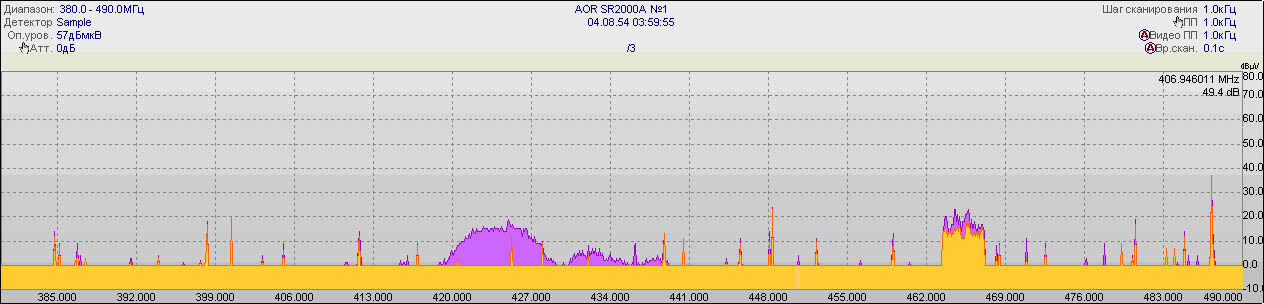 Диапазон: 380.0 - 490.0МГц AOR SR2000A №1 Шаг сканирования 1.0кГц
Детектор Sample 04.08.54 03:59:55 ПП 1.0кГц
Оп.уров. 57дБмкВ Видео ПП 1.0кГц
Атт. 0дБ /3 Вр.скан. 0.1с
dBµV
406.946011 MHz 80.0
49.4 dB 70.0
60.0
50.0
40.0
30.0
20.0
10.0
0.0
-10.0
385.000 392.000 399.000 406.000 413.000 420.000 427.000 434.000 441.000 448.000 455.000 462.000 469.000 476.000 483.000 490.000